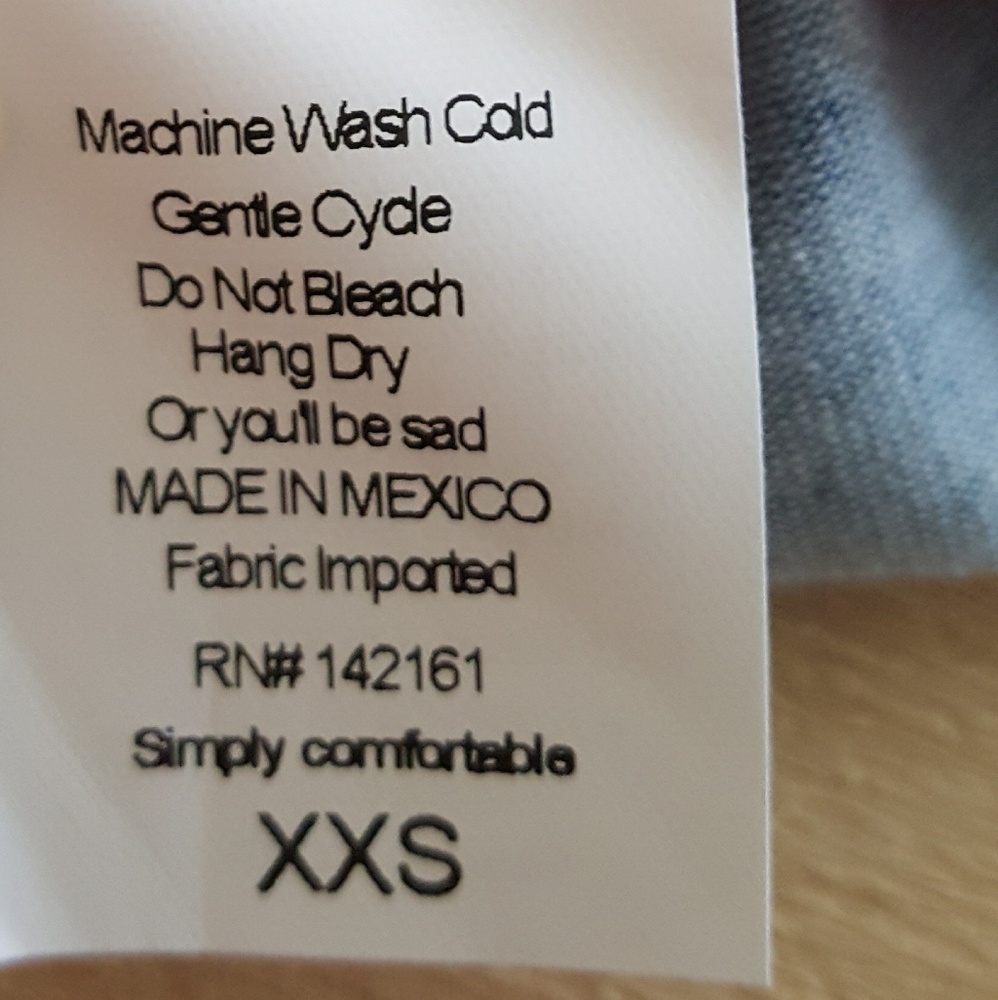 Machine Wash Cold
Gentle Cycle
Do Not Bleach
Hang Dry
Or you'll be sad
MADE IN MEXICO
Fabric Imported
RN# 142161
Simply comfortable
XXS